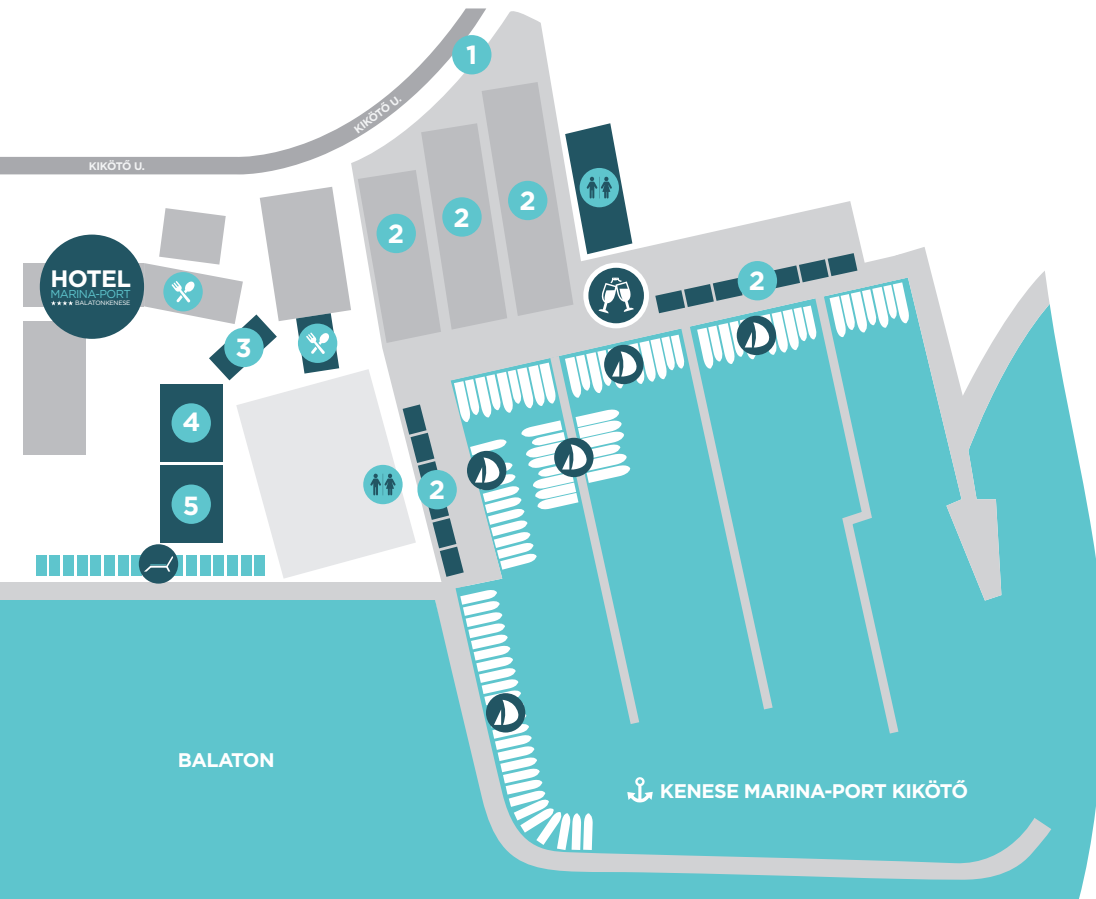 1
KIKÖTŐ U.
KIKÖTŐ U.
2
2
2
HOTEL
MARINA-PORT
★★★★ BALATONKENESE
2
3
4
2
5
BALATON
KENESE MARINA-PORT KIKÖTŐ